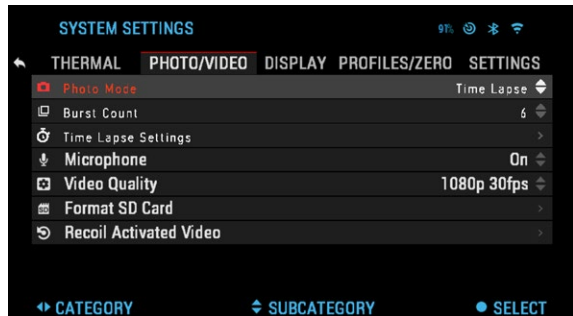 SYSTEM SETTINGS 91%
THERMAL PHOTO/VIDEO DISPLAY PROFILES/ZERO SETTINGS
Photo Mode Time Lapse
Burst Count 6
Time Lapse Settings
Microphone On
Video Quality 1080p 30fps
Format SD Card
Recoil Activated Video
CATEGORY SUBCATEGORY SELECT